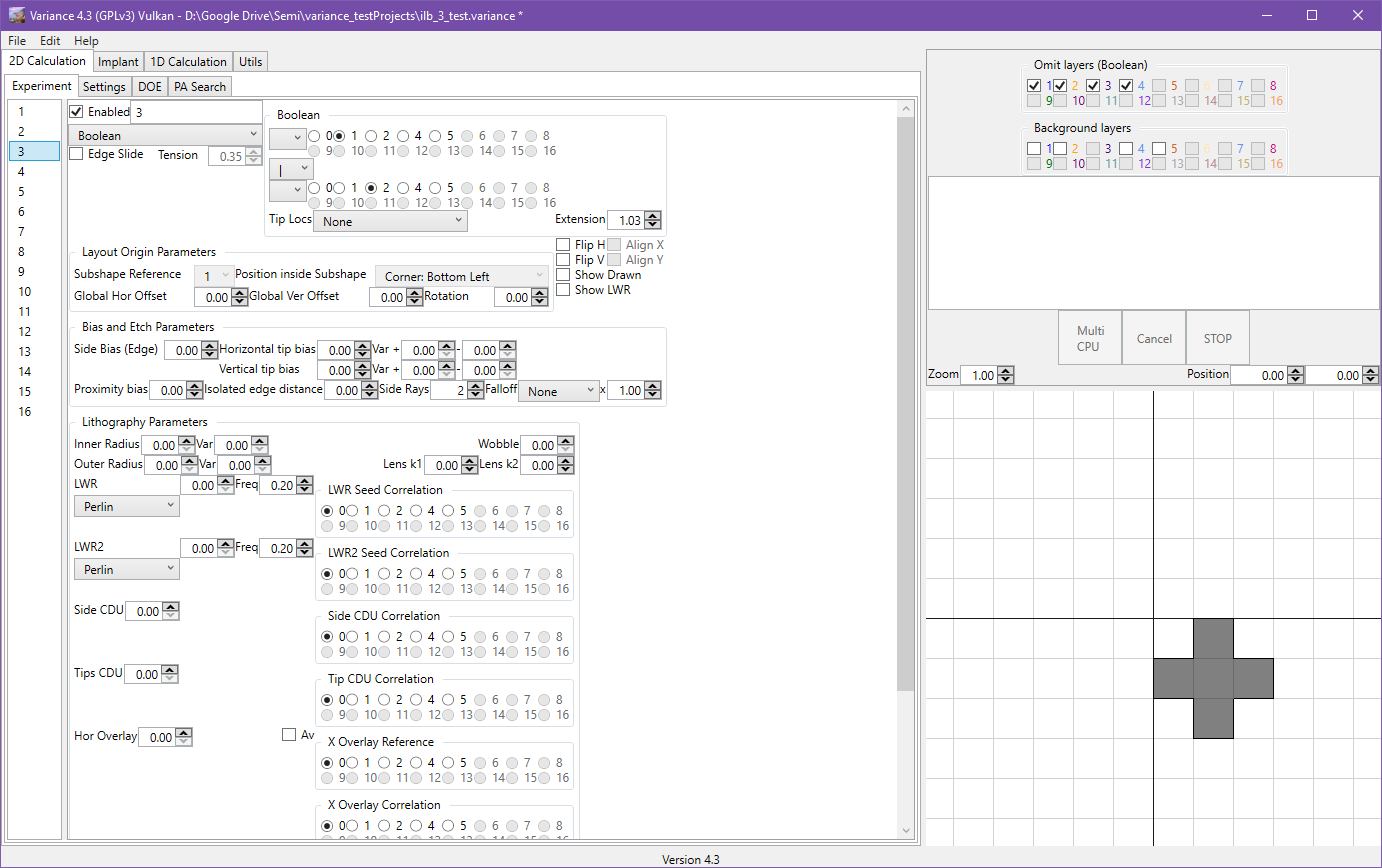 Variance 4.3 (GPLv3) Vulkan - D:\Google Drive\Semi\variance_testProjects\ilb_3_test.variance *
File Edit Help
2D Calculation Implant 1D Calculation Utils
Experiment Settings DOE PA Search
1
2
3
4
5
6
7
8
9
10
11
12
13
14
15
16
Enabled 3
Boolean
Edge Slide Tension 0.35
Boolean
0 1 2 4 5 6 7 8
9 10 11 12 13 14 15 16
|
0 1 2 4 5 6 7 8
9 10 11 12 13 14 15 16
Tip Locs None Extension 1.03
Layout Origin Parameters
Subshape Reference 1 Position inside Subshape Corner: Bottom Left
Global Hor Offset 0.00 Global Ver Offset 0.00 Rotation 0.00
Flip H Align X
Flip V Align Y
Show Drawn
Show LWR
Bias and Etch Parameters
Side Bias (Edge) 0.00 Horizontal tip bias 0.00 Var + 0.00 - 0.00
Vertical tip bias 0.00 Var + 0.00 - 0.00
Proximity bias 0.00 Isolated edge distance 0.00 Side Rays 2 Falloff None x 1.00
Lithography Parameters
Inner Radius 0.00 Var 0.00 Wobble 0.00
Outer Radius 0.00 Var 0.00 Lens k1 0.00 Lens k2 0.00
LWR 0.00 Freq 0.20
Perlin
LWR Seed Correlation
0 1 2 4 5 6 7 8
9 10 11 12 13 14 15 16
LWR2 0.00 Freq 0.20
Perlin
LWR2 Seed Correlation
0 1 2 4 5 6 7 8
9 10 11 12 13 14 15 16
Side CDU 0.00
Side CDU Correlation
0 1 2 4 5 6 7 8
9 10 11 12 13 14 15 16
Tips CDU 0.00
Tip CDU Correlation
0 1 2 4 5 6 7 8
9 10 11 12 13 14 15 16
Hor Overlay 0.00 Av
X Overlay Reference
0 1 2 4 5 6 7 8
9 10 11 12 13 14 15 16
X Overlay Correlation
0 1 2 4 5 6 7 8
Omit layers (Boolean)
1 2 3 4 5 6 7 8
9 10 11 12 13 14 15 16
Background layers
1 2 3 4 5 6 7 8
9 10 11 12 13 14 15 16
Multi
CPU
Cancel
STOP
Zoom 1.00 Position 0.00 0.00
Version 4.3